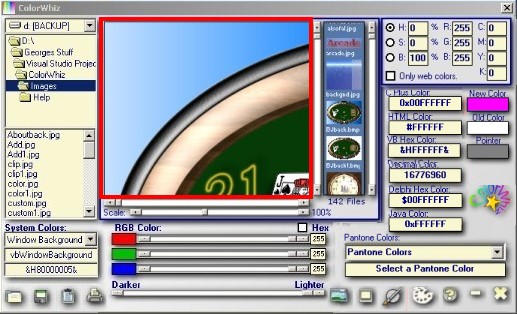 ColorWhiz
d: [BACKUP]
D:\
Georges Stuff
Visual Studio Projec
ColorWhiz
Images
Help
Aboutback.jpg
Add.jpg
Add1.jpg
clip.jpg
clip1.jpg
color.jpg
color1.jpg
custom.jpg
custom1.jpg
21
J
alsoful.jpg
Arcade
arcade.jpg
backgnd.jpg
BJback.bmp
BJback1.bmp
142 Files
Scale:
100%
H: 0 % R: 255 C: 0
S: 0 % G: 255 M: 0
B: 100 % B: 255 Y: 0
Only web colors. K: 0
C Plus Color:
0x00FFFFFF
New Color
HTML Color
#FFFFFF
Old Color
VB Hex Color
&HFFFFFF&
Pointer
Decimal Color
16776960
Delphi Hex Color
$00FFFFFF
Java Color:
0xFFFFFF
System Colors:
Window Background
vbWindowBackground
&H80000005&
RGB Color:
Hex
255
255
255
Darker
Lighter
Pantone Colors:
Pantone Colors
Select a Pantone Color